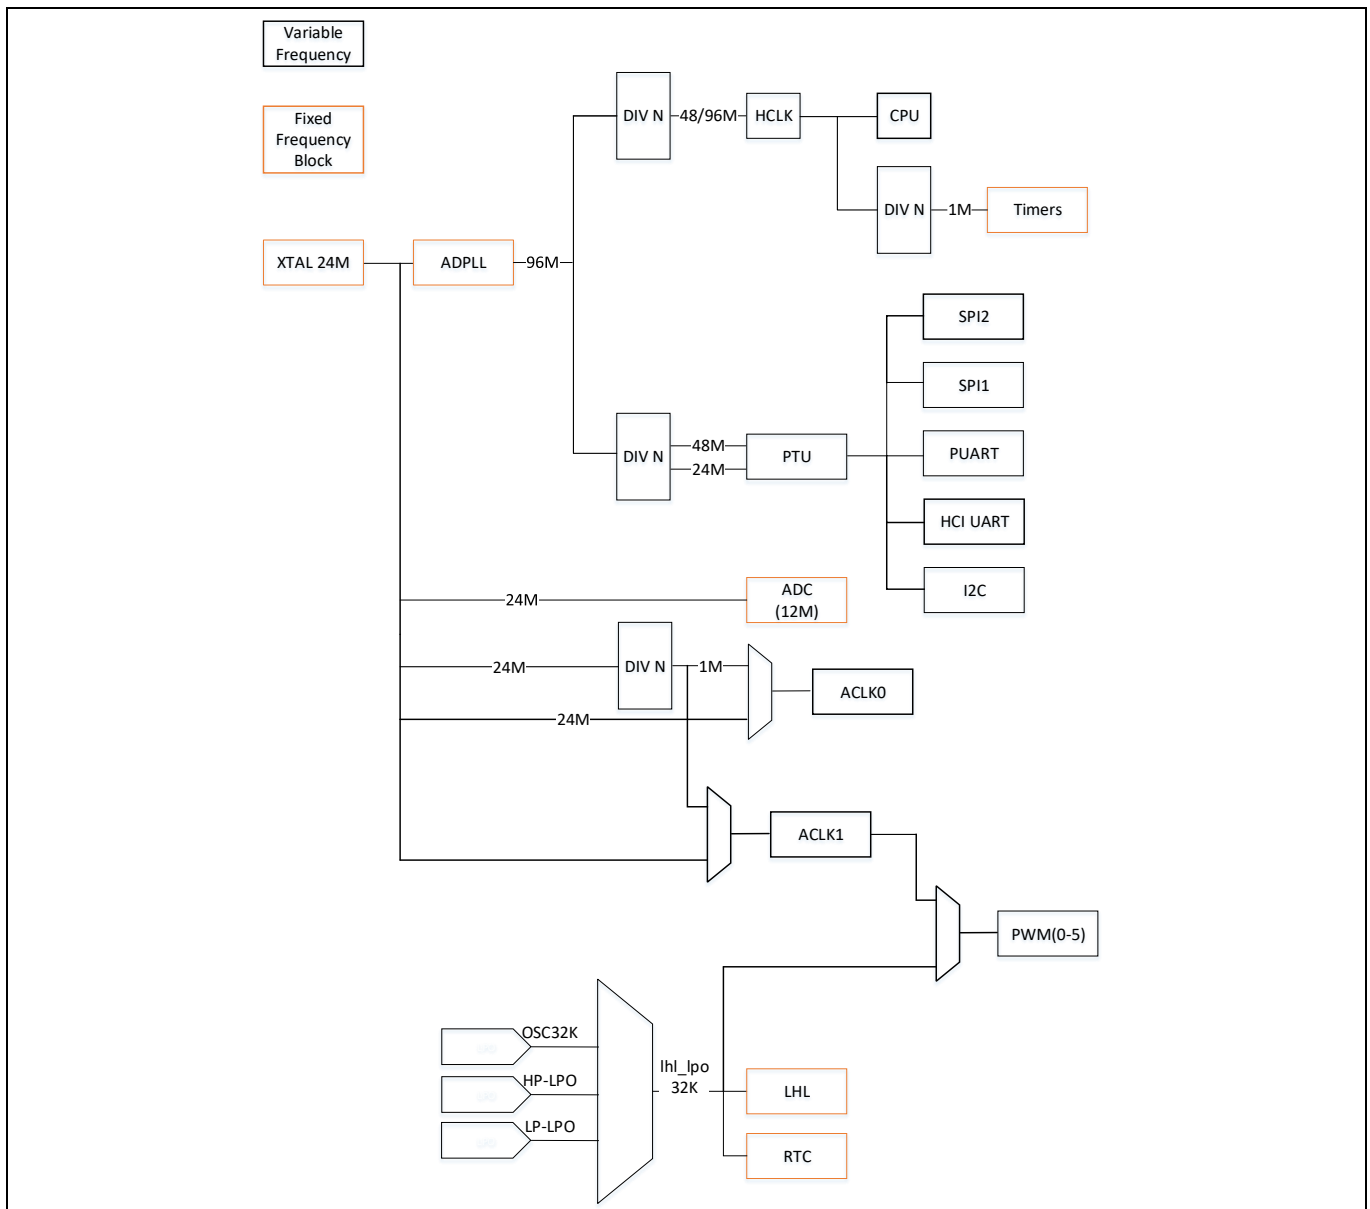 Variable
Frequency
Fixed
Frequency
Block
DIV N
48/96M
HCLK
CPU
DIV N
1M
Timers
XTAL 24M
ADPLL
96M
SPI2
SPI1
DIV N
48M
24M
PTU
PUART
HCI UART
I2C
24M
ADC
(12M)
24M
DIV N
1M
ACLK0
24M
ACLK1
PWM(0-5)
OSC32K
HP-LPO
LP-LPO
lhl_lpo
32K
LHL
RTC